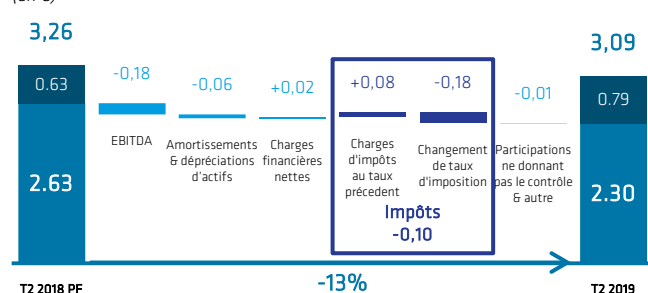 3,26
0.63
2.63
T2 2018 PF
-0,18
EBITDA
-0,06
Amortissements
& dépréciations
d'actifs
+0,02
Charges
financières
nettes
+0,08
Charges
d'impôts
au taux
précedent
-0,18
Changement
de taux
d'imposition
Impôts
-0,10
-0,01
Participations
ne donnant
pas le contrôle
& autre
3,09
0.79
2.30
T2 2019
-13%